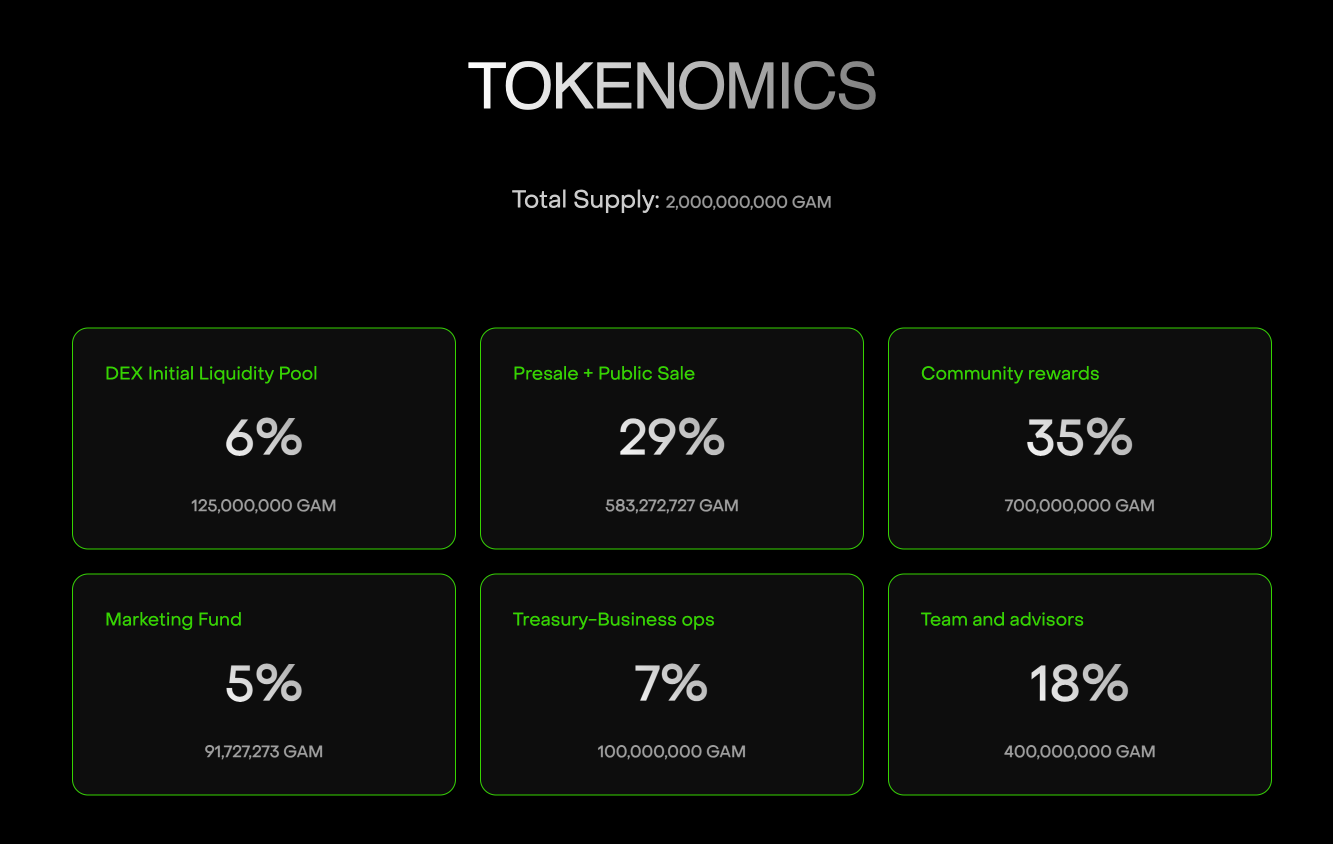 TOKENOMICS
Total Supply: 2,000,000,000 GAM
DEX Initial Liquidity Pool
6%
125,000,000 GAM
Presale + Public Sale
29%
583,272,727 GAM
Community rewards
35%
700,000,000 GAM
Marketing Fund
5%
91,727,273 GAM
Treasury-Business ops
7%
100,000,000 GAM
Team and advisors
18%
400,000,000 GAM